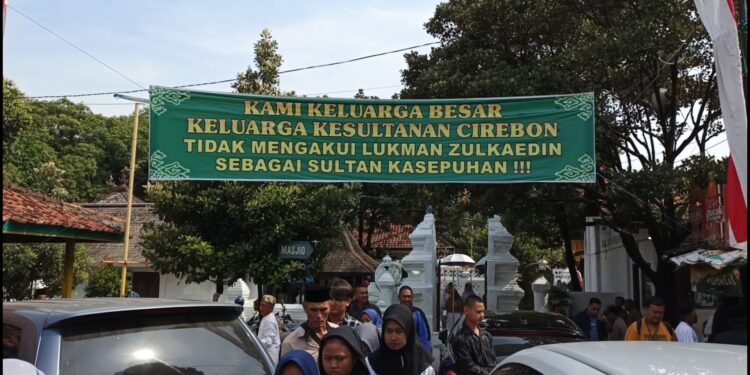 KAMI KELUARGA BESAR
KELUARGA KESULTANAN CIREBON
TIDAK MENGAKUI LUKMAN ZULKAEDIN
SEBAGAI SULTAN KASEPUHAN !!!
MASJID